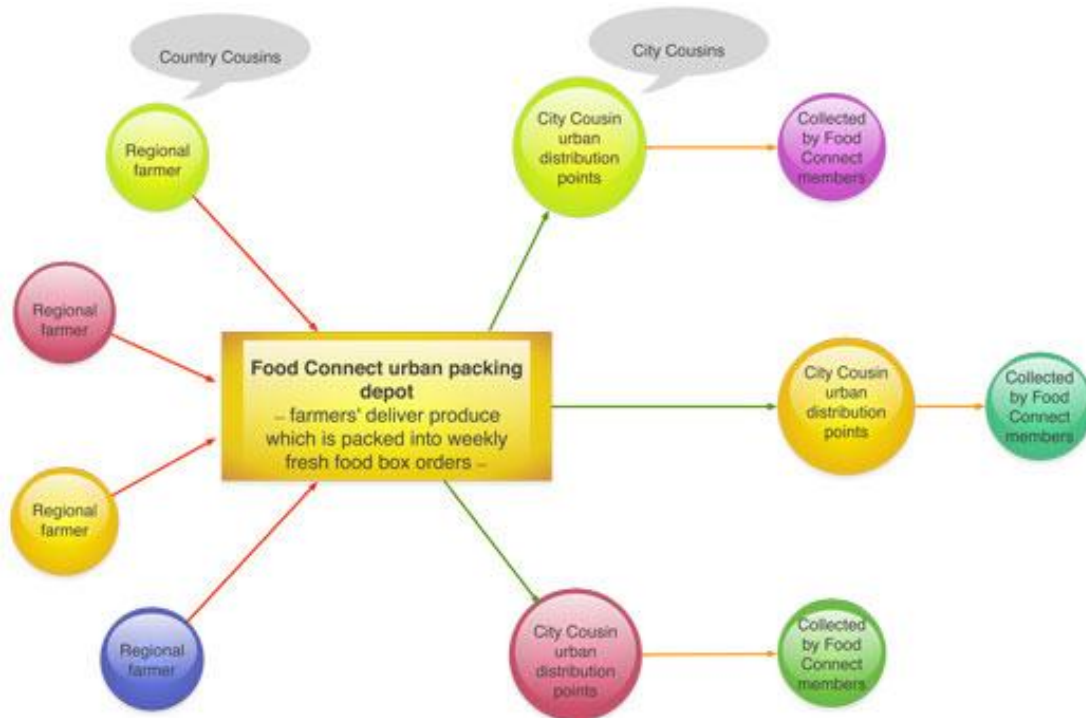 Country Cousins
City Cousins
Regional
farmer
City Cousin
urban
distribution
points
Collected
by Food
Connect
members
Regional
farmer
Food Connect urban packing
depot
– farmers' deliver produce
which is packed into weekly
fresh food box orders –
City Cousin
urban
distribution
points
Collected
by Food
Connect
members
Regional
farmer
Regional
farmer
City Cousin
urban
distribution
points
Collected
by Food
Connect
members